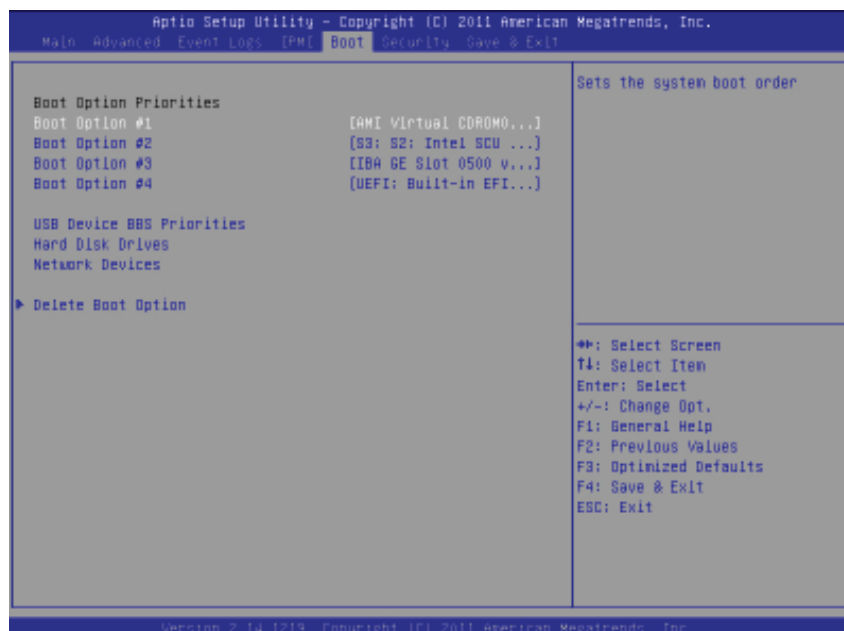 Aptio Setup Utility – Copyright (C) 2011 American Megatrends, Inc.
Main Advanced Event Logs IPMI Boot Security Save & Exit
Boot Option Priorities
Boot Option #1 [AMI Virtual CDROM0...]
Boot Option #2 [S3: S2: Intel SCU ...]
Boot Option #3 [IBA GE Slot 0500 v...]
Boot Option #4 [UEFI: Built-in EFI...]
USB Device BBS Priorities
Hard Disk Drives
Network Devices
Delete Boot Option
Sets the system boot order
: Select Screen
↑↓: Select Item
Enter: Select
+/-: Change Opt.
F1: General Help
F2: Previous Values
F3: Optimized Defaults
F4: Save & Exit
ESC: Exit
Version 2.14.1219. Copyright (C) 2011 American Megatrends, Inc.